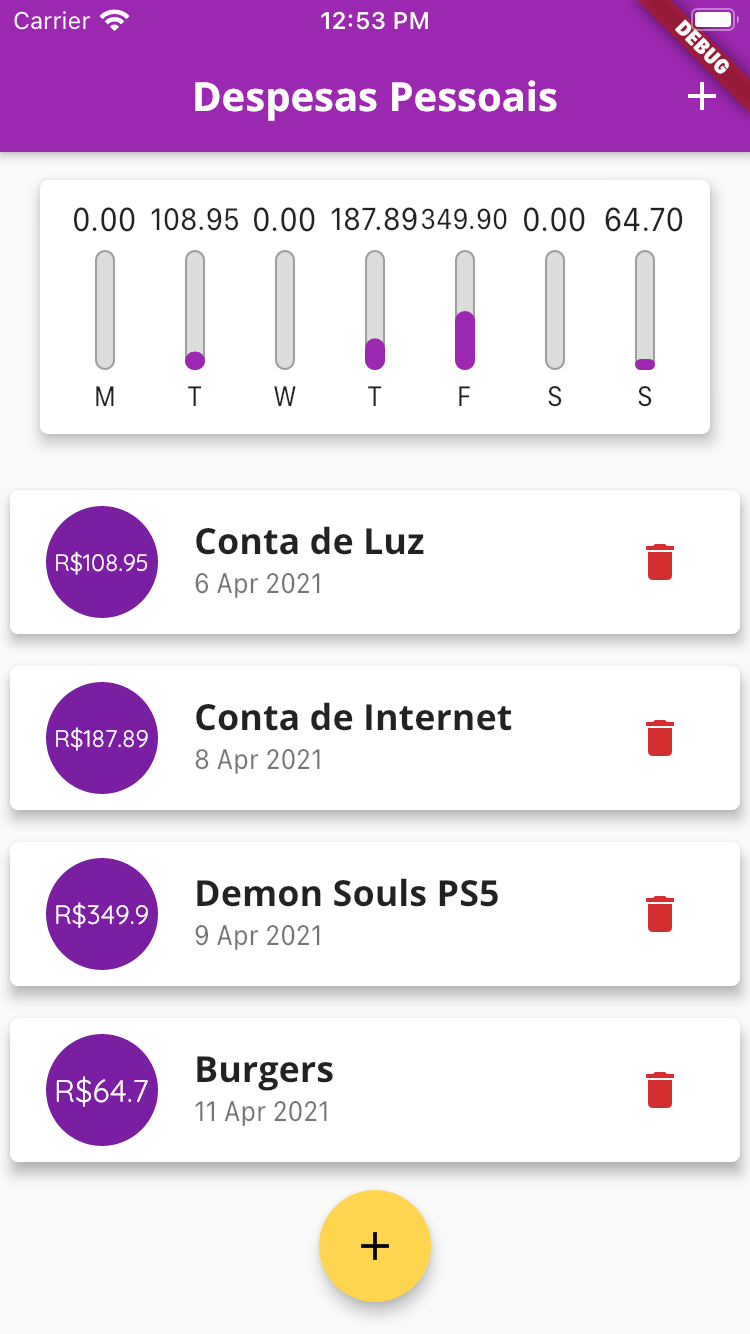 Carrier 12:53 PM
DEBUG
Despesas Pessoais +
0.00 108.95 0.00 187.89 349.90 0.00 64.70
M T W T F S S
R$108.95
Conta de Luz
6 Apr 2021
R$187.89
Conta de Internet
8 Apr 2021
R$349.9
Demon Souls PS5
9 Apr 2021
R$64.7
Burgers
11 Apr 2021
+